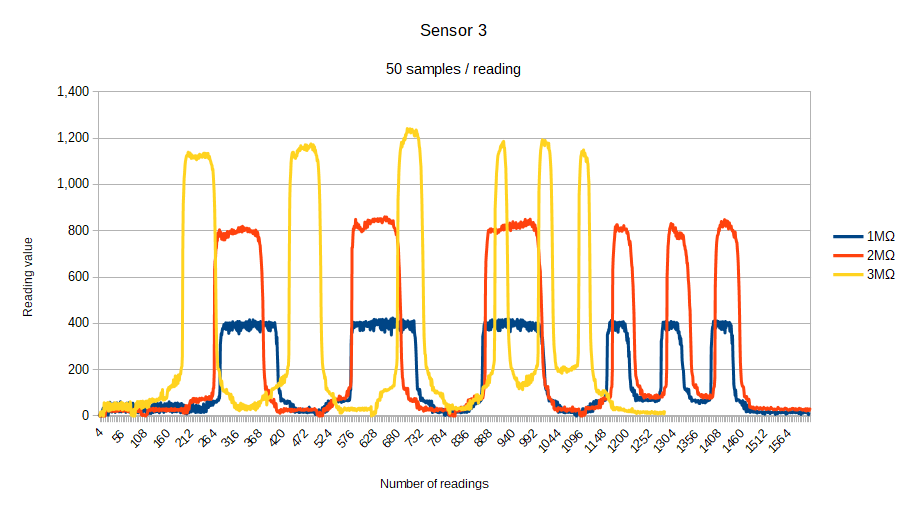 Sensor 3
50 samples / reading
1,400
1,200
1,000
800
600
400
200
0
Reading value
4 56 108 160 212 264 316 368 420 472 524 576 628 680 732 784 836 888 940 992 1044 1096 1148 1200 1252 1304 1356 1408 1460 1512 1564
Number of readings
1MΩ
2MΩ
3MΩ